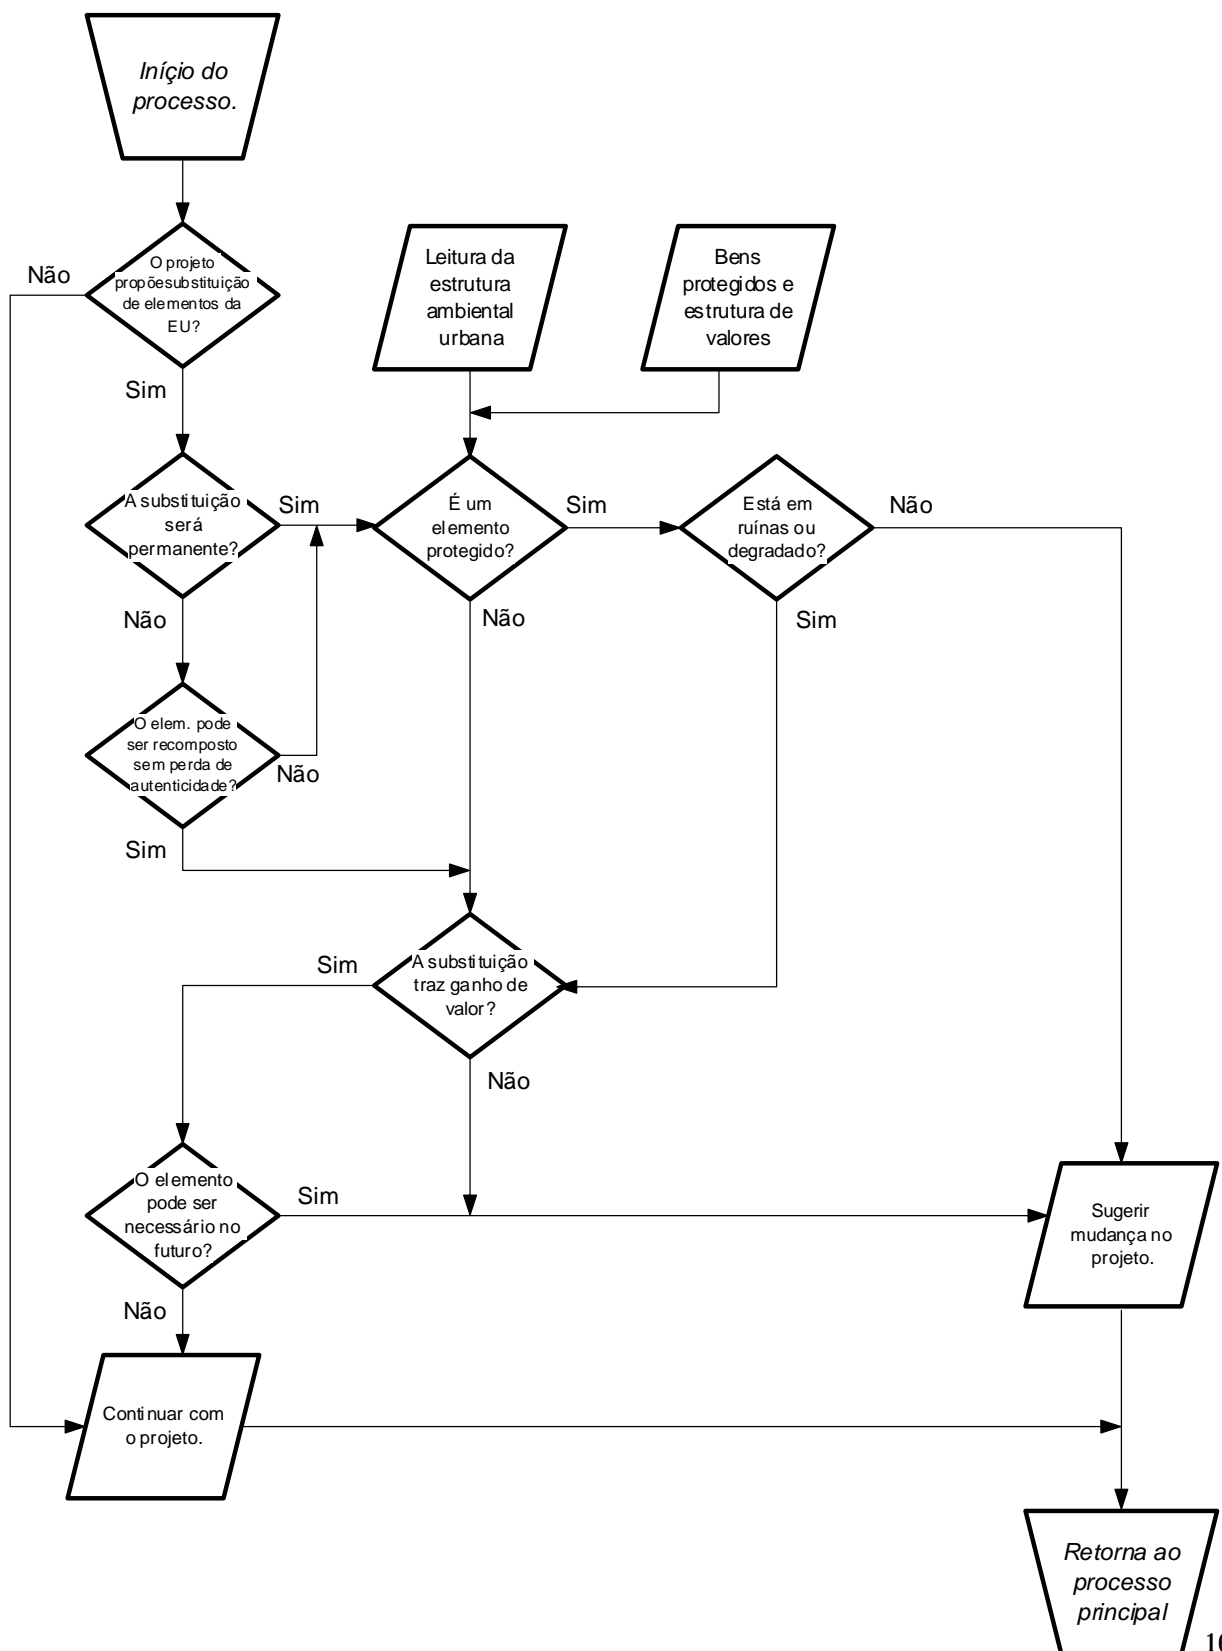 Iníçio do
processo.
O projeto
propõesubstituição
de elementos da
EU?
Não
Sim
Leitura da
estrutura
ambiental
urbana
Bens
protegidos e
estrutura de
valores
A substituição
será
permanente?
Sim
Não
É um
elemento
protegido?
Sim
Não
Está em
ruínas ou
degradado?
Não
Sim
O elem. pode
ser recomposto
sem perda de
autenticidade?
Não
Sim
A substituição
traz ganho de
valor?
Sim
Não
O elemento
pode ser
necessário no
futuro?
Sim
Não
Sugerir
mudança no
projeto.
Continuar com
o projeto.
Retorna ao
processo
principal